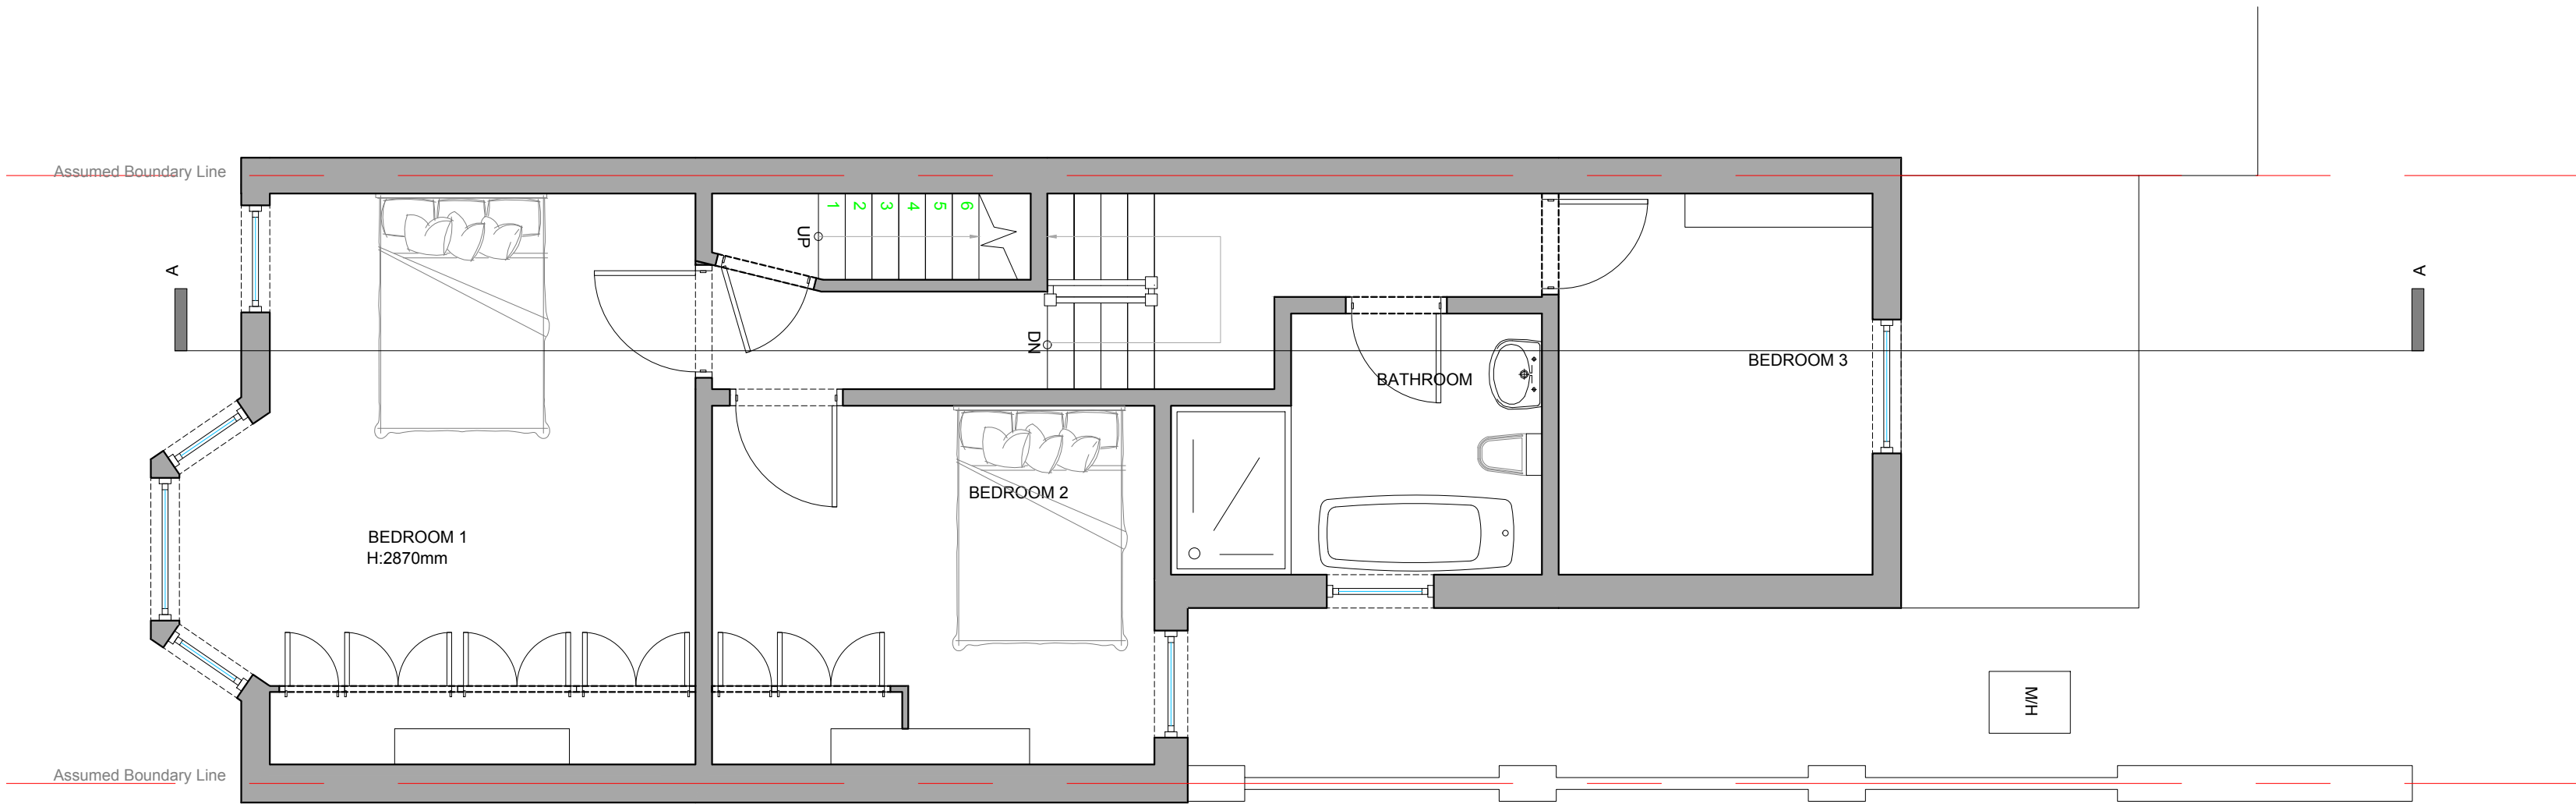 Assumed Boundary Line
1 2 3 4 5 6
UP
A
A
DN
BEDROOM 3
BATHROOM
BEDROOM 2
BEDROOM 1
H:2870mm
M/H
Assumed Boundary Line